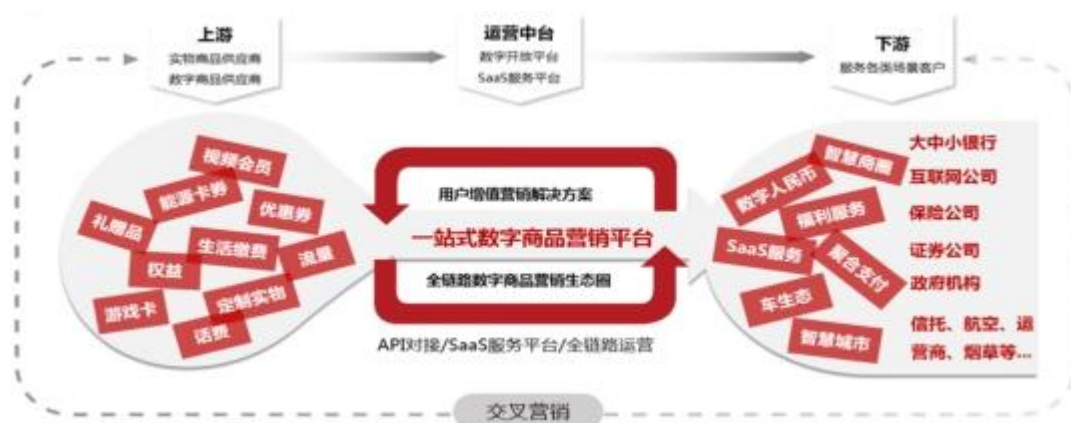 上游
实物商品供应商
数字商品供应商
运营中台
数字开放平台
SaaS服务平台
下游
服务各类场景客户
视频会员
能源卡券
优惠券
礼赠品
生活缴费
流量
权益
定制实物
游戏卡
话费
用户增值营销解决方案
一站式数字商品营销平台
全链路数字商品营销生态圈
API对接/SaaS服务平台/全链路运营
智慧商圈
数字人民币
福利服务
SaaS服务
聚合支付
车生态
智慧城市
大中小银行
互联网公司
保险公司
证券公司
政府机构
信托、航空、运
营商、烟草等...
交叉营销